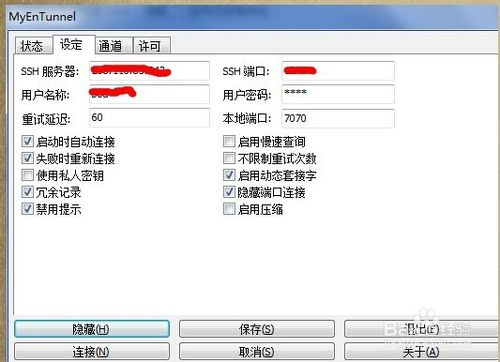 MyEnTunnel
状态 设定 通道 许可
SSH 服务器: SSH 端口:
用户名称: 用户密码: ****
重试延迟: 60 本地端口: 7070
启动时自动连接 启用慢速查询
失败时重新连接 不限制重试次数
使用私人密钥 启用动态套接字
冗余记录 隐藏端口连接
禁用提示 启用压缩
隐藏(H) 保存(S) 退出(E)
连接(N) 取消(S) 关于(A)